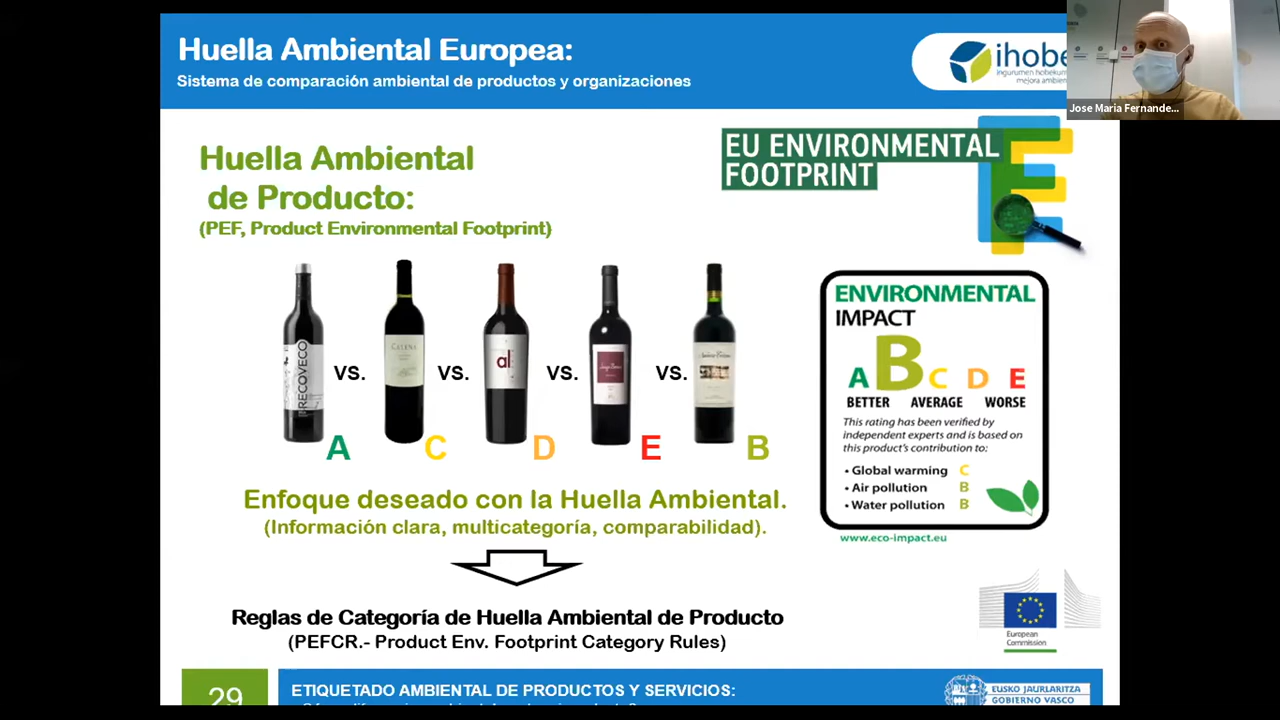 Huella Ambiental Europea:
Sistema de comparación ambiental de productos y organizaciones
ihobe
ingurumen hobekun
mejora ambien
Jose Maria Fernande...
Huella Ambiental
de Producto:
(PEF, Product Environmental Footprint)
EU ENVIRONMENTAL
FOOTPRINT
RECOVECO
vs.
CATENA
vs.
al
vs.
vs.
A
C
D
E
B
ENVIRONMENTAL
IMPACT
A B C D E
BETTER AVERAGE WORSE
This rating has been verified by
independent experts and is based on
this product's contribution to:
• Global warming C
• Air pollution B
• Water pollution B
www.eco-impact.eu
Enfoque deseado con la Huella Ambiental.
(Información clara, multicategoría, comparabilidad).
Reglas de Categoría de Huella Ambiental de Producto
(PEFCR.- Product Env. Footprint Category Rules)
European
Commission
29
ETIQUETADO AMBIENTAL DE PRODUCTOS Y SERVICIOS:
EUSKO JAURLARITZA
GOBIERNO VASCO